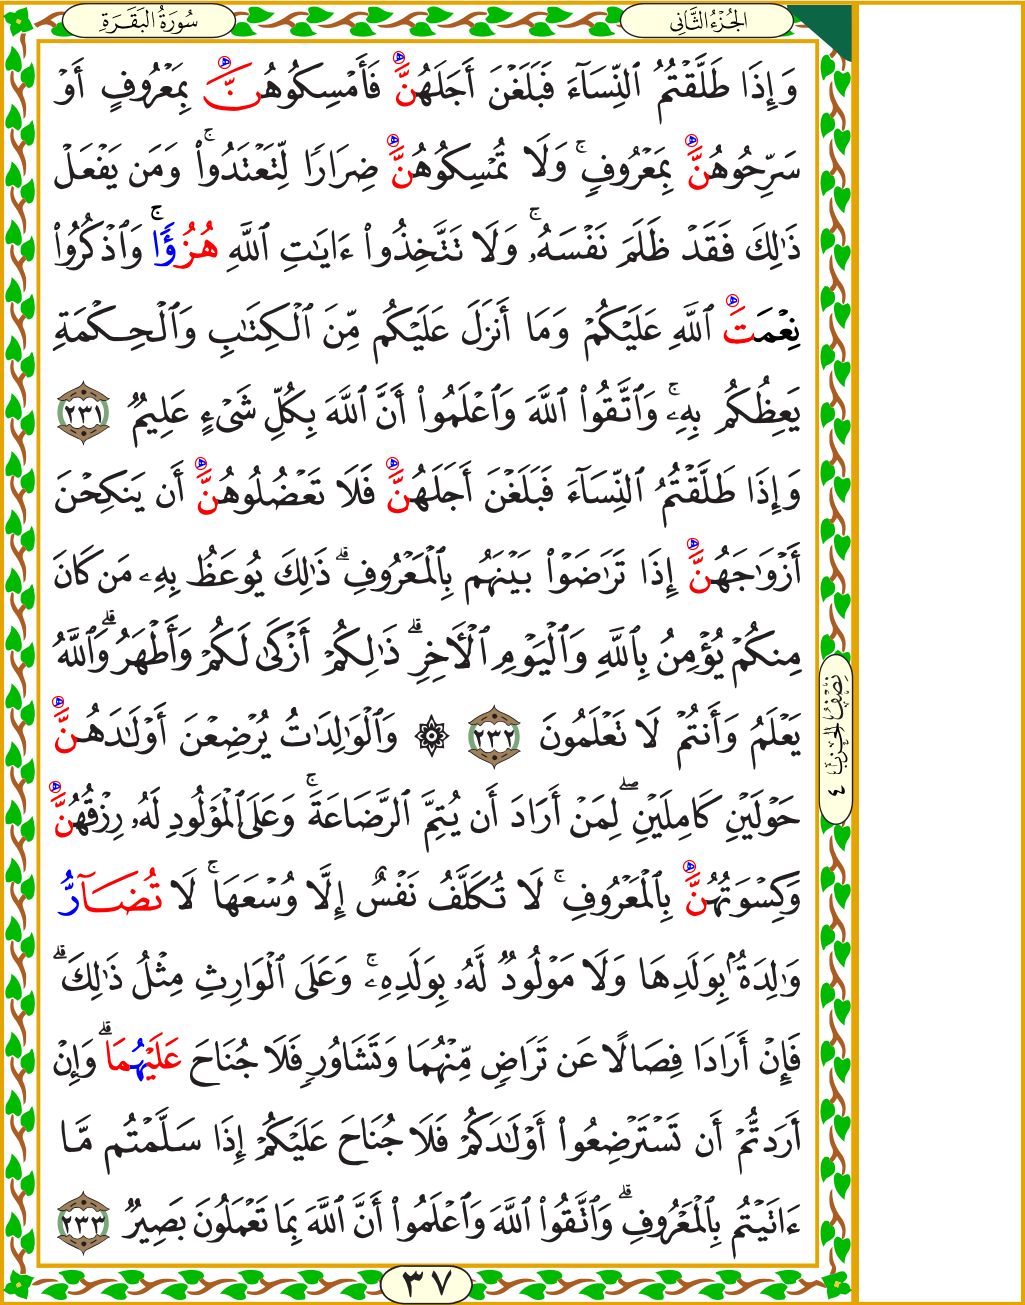 الجُزْءُ الثَّانِى
سُورَةُ البَقَرَةِ
وَإِذَا طَلَّقْتُمُ ٱلنِّسَآءَ فَبَلَغْنَ أَجَلَهُنَّ فَأَمْسِكُوهُنَّ بِمَعْرُوفٍ أَوْ
سَرِّحُوهُنَّ بِمَعْرُوفٍۚ وَلَا تُمْسِكُوهُنَّ ضِرَارًا لِّتَعْتَدُوا۟ۚ وَمَن يَفْعَلْ
ذَٰلِكَ فَقَدْ ظَلَمَ نَفْسَهُۥۚ وَلَا تَتَّخِذُوٓا۟ ءَايَٰتِ ٱللَّهِ هُزُؤًاۚ وَٱذْكُرُوا۟
نِعْمَتَ ٱللَّهِ عَلَيْكُمْ وَمَآ أَنزَلَ عَلَيْكُم مِّنَ ٱلْكِتَٰبِ وَٱلْحِكْمَةِ
يَعِظُكُم بِهِۦۚ وَٱتَّقُوا۟ ٱللَّهَ وَٱعْلَمُوٓا۟ أَنَّ ٱللَّهَ بِكُلِّ شَىْءٍ عَلِيمٌ ٢٣١
وَإِذَا طَلَّقْتُمُ ٱلنِّسَآءَ فَبَلَغْنَ أَجَلَهُنَّ فَلَا تَعْضُلُوهُنَّ أَن يَنكِحْنَ
أَزْوَٰجَهُنَّ إِذَا تَرَٰضَوْا۟ بَيْنَهُم بِٱلْمَعْرُوفِۗ ذَٰلِكَ يُوعَظُ بِهِۦ مَن كَانَ
مِنكُمْ يُؤْمِنُ بِٱللَّهِ وَٱلْيَوْمِ ٱلْءَاخِرِۗ ذَٰلِكُمْ أَزْكَىٰ لَكُمْ وَأَطْهَرُۗ وَٱللَّهُ
يَعْلَمُ وَأَنتُمْ لَا تَعْلَمُونَ ٢٣٢ ۞ وَٱلْوَٰلِدَٰتُ يُرْضِعْنَ أَوْلَٰدَهُنَّ
حَوْلَيْنِ كَامِلَيْنِۖ لِمَنْ أَرَادَ أَن يُتِمَّ ٱلرَّضَاعَةَۚ وَعَلَى ٱلْمَوْلُودِ لَهُۥ رِزْقُهُنَّ
وَكِسْوَتُهُنَّ بِٱلْمَعْرُوفِۚ لَا تُكَلَّفُ نَفْسٌ إِلَّا وُسْعَهَاۚ لَا تُضَآرُّ
وَٰلِدَةٌۢ بِوَلَدِهَا وَلَا مَوْلُودٌ لَّهُۥ بِوَلَدِهِۦۚ وَعَلَى ٱلْوَارِثِ مِثْلُ ذَٰلِكَۗ
فَإِنْ أَرَادَا فِصَالًا عَن تَرَاضٍ مِّنْهُمَا وَتَشَاوُرٍ فَلَا جُنَاحَ عَلَيْهُمَاۗ وَإِنْ
أَرَدتُّمْ أَن تَسْتَرْضِعُوٓا۟ أَوْلَٰدَكُمْ فَلَا جُنَاحَ عَلَيْكُمْ إِذَا سَلَّمْتُم مَّآ
ءَاتَيْتُم بِٱلْمَعْرُوفِۗ وَٱتَّقُوا۟ ٱللَّهَ وَٱعْلَمُوٓا۟ أَنَّ ٱللَّهَ بِمَا تَعْمَلُونَ بَصِيرٌ ٢٣٣
نِصْفُ الحِزْبِ ٤
٣٧